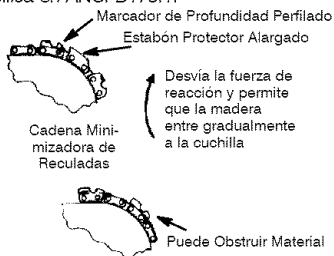 Marcador de Profundidad Perfilado
Estabón Protector Alargado
Desvía la fuerza de
reacción y permite
que la madera
entre gradualmente
a la cuchilla
Cadena Mini-
mizadora de
Reculadas
Puede Obstruir Material